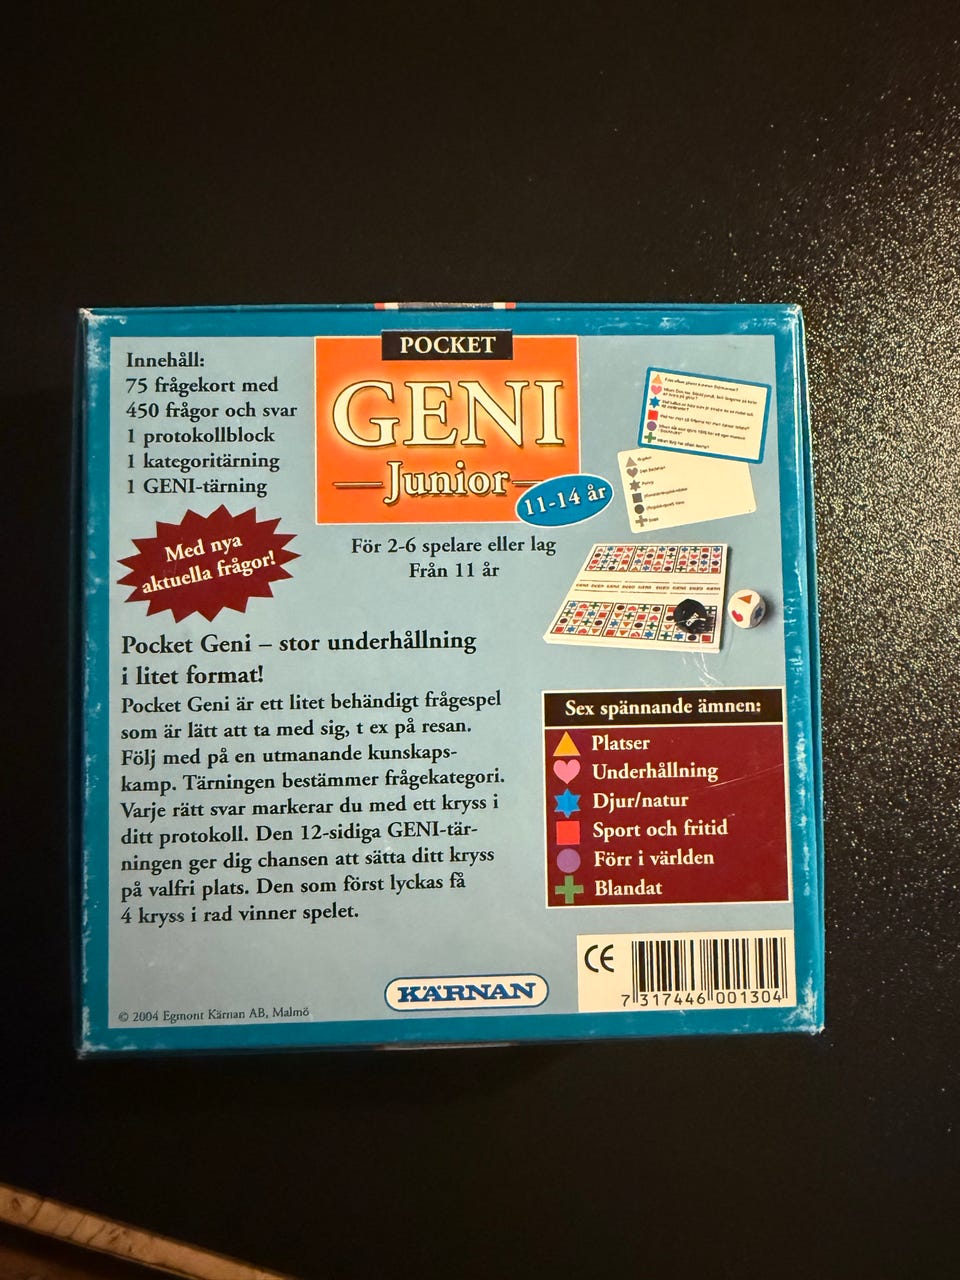 POCKET
GENI
Junior
11-14 år
Innehåll:
75 frågekort med
450 frågor och svar
1 protokollblock
1 kategoritärning
1 GENI-tärning
Med nya
aktuella frågor!
För 2-6 spelare eller lag
Från 11 år
Pocket Geni – stor underhållning
i litet format!
Pocket Geni är ett litet behändigt frågespel
som är lätt att ta med sig, t ex på resan.
Följ med på en utmanande kunskaps-
kamp. Tärningen bestämmer frågekategori.
Varje rätt svar markerar du med ett kryss i
ditt protokoll. Den 12-sidiga GENI-tär-
ningen ger dig chansen att sätta ditt kryss
på valfri plats. Den som först lyckas få
4 kryss i rad vinner spelet.
Sex spännande ämnen:
Platser
Underhållning
Djur/natur
Sport och fritid
Förr i världen
Blandat
CE
7 317446 001304
KÄRNAN
© 2004 Egmont Kärnan AB, Malmö